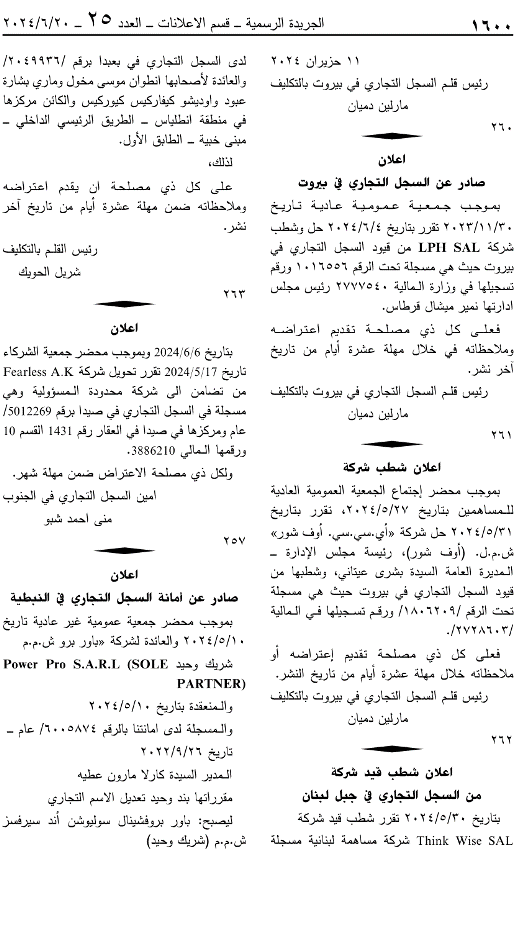 ١٦٠٠
الجريدة الرسمية – قسم الاعلانات – العدد ٢٥ – ٢٠٢٤/٦/٢٠
١١ حزيران ٢٠٢٤
رئيس قلم السجل التجاري في بيروت بالتكليف
مارلين دميان
٢٦٠
اعلان
صادر عن السجل التجاري في بيروت
بموجب جمعية عمومية عادية تاريخ
٢٠٢٣/١١/٣٠ تقرر بتاريخ ٢٠٢٤/٦/٤ حل وشطب
شركة LPH SAL من قيود السجل التجاري في
بيروت حيث هي مسجلة تحت الرقم ١٠١٦٥٥٦ ورقم
تسجيلها في وزارة المالية ٢٧٧٧٥٤٠ رئيس مجلس
ادارتها نمير ميشال قرطاس.
فعلى كل ذي مصلحة تقديم إعتراضه
وملاحظاته في خلال مهلة عشرة أيام من تاريخ
آخر نشر.
رئيس قلم السجل التجاري في بيروت بالتكليف
مارلين دميان
٢٦١
اعلان شطب شركة
بموجب محضر إجتماع الجمعية العمومية العادية
للمساهمين بتاريخ ٢٠٢٤/٥/٢٧، تقرر بتاريخ
٢٠٢٤/٥/٣١ حل شركة «أي.سي.سي. أوف شور»
ش.م.ل. (أوف شور)، رئيسة مجلس الإدارة –
المديرة العامة السيدة بشرى عيتاني، وشطبها من
قيود السجل التجاري في بيروت حيث هي مسجلة
تحت الرقم /١٨٠٦٢٠٩/ ورقم تسجيلها في المالية
/٢٧٢٨٦٠٣/.
فعلى كل ذي مصلحة تقديم إعتراضه أو
ملاحظاته خلال مهلة عشرة أيام من تاريخ النشر.
رئيس قلم السجل التجاري في بيروت بالتكليف
مارلين دميان
٢٦٢
اعلان شطب قيد شركة
من السجل التجاري في جبل لبنان
بتاريخ ٢٠٢٤/٥/٣٠ تقرر شطب قيد شركة
Think Wise SAL شركة مساهمة لبنانية مسجلة
لدى السجل التجاري في بعبدا برقم /٢٠٤٩٩٣٦/
والعائدة لأصحابها انطوان موسى مخول وماري بشارة
عبود واوديشو كيفاركيس كيوركيس والكائن مركزها
في منطقة انطلياس – الطريق الرئيسي الداخلي –
مبنى خبية – الطابق الأول.
لذلك،
على كل ذي مصلحة ان يقدم اعتراضه
وملاحظاته ضمن مهلة عشرة أيام من تاريخ آخر
نشر.
رئيس القلم بالتكليف
شربل الحويك
٢٦٣
اعلان
بتاريخ 2024/6/6 وبموجب محضر جمعية الشركاء
تاريخ 2024/5/17 تقرر تحويل شركة Fearless A.K
من تضامن الى شركة محدودة المسؤولية وهي
مسجلة في السجل التجاري في صيدا برقم 5012269/
عام ومركزها في صيدا في العقار رقم 1431 القسم 10
ورقمها المالي 3886210.
ولكل ذي مصلحة الاعتراض ضمن مهلة شهر.
امين السجل التجاري في الجنوب
منى احمد شبو
٢٥٧
اعلان
صادر عن أمانة السجل التجاري في النبطية
بموجب محضر جمعية عمومية غير عادية تاريخ
٢٠٢٤/٥/١٠ والعائدة لشركة «باور برو ش.م.م
شريك وحيد Power Pro S.A.R.L (SOLE
PARTNER)
والمنعقدة بتاريخ ٢٠٢٤/٥/١٠
والمسجلة لدى امانتنا بالرقم ٦٠٠٥٨٧٤/ عام –
تاريخ ٢٠٢٢/٩/٢٦
المدير السيدة كارلا مارون عطيه
مقرراتها بند وحيد تعديل الاسم التجاري
ليصبح: باور بروفشينال سوليوشن أند سيرفسز
ش.م.م (شريك وحيد)